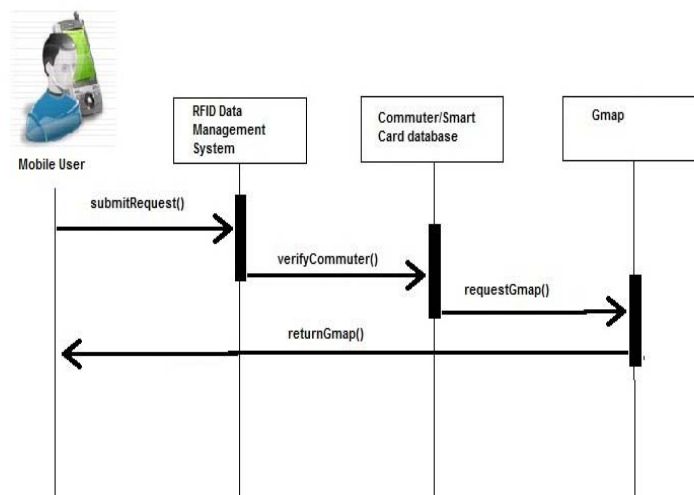 RFID Data
Management
System
Commuter/Smart
Card database
Gmap
Mobile User
submitRequest()
verifyCommuter()
requestGmap()
returnGmap()